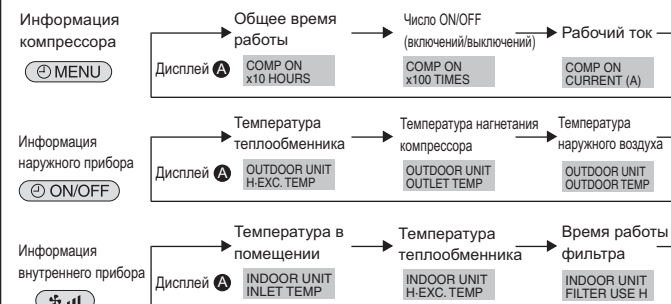 Информация
компрессора
MENU
Дисплей A
Общее время
работы
COMP ON
x10 HOURS
Число ON/OFF
(включений/выключений)
COMP ON
x100 TIMES
Рабочий ток
COMP ON
CURRENT (A)
Информация
наружного прибора
ON/OFF
Дисплей A
Температура
теплообменника
OUTDOOR UNIT
H·EXC. TEMP
Температура нагнетания
компрессора
OUTDOOR UNIT
OUTLET TEMP
Температура
наружного воздуха
OUTDOOR UNIT
OUTDOOR TEMP
Информация
внутреннего прибора
Дисплей A
Температура в
помещении
INDOOR UNIT
INLET TEMP
Температура
теплообменника
INDOOR UNIT
H·EXC. TEMP
Время работы
фильтра
INDOOR UNIT
FILTER USE H